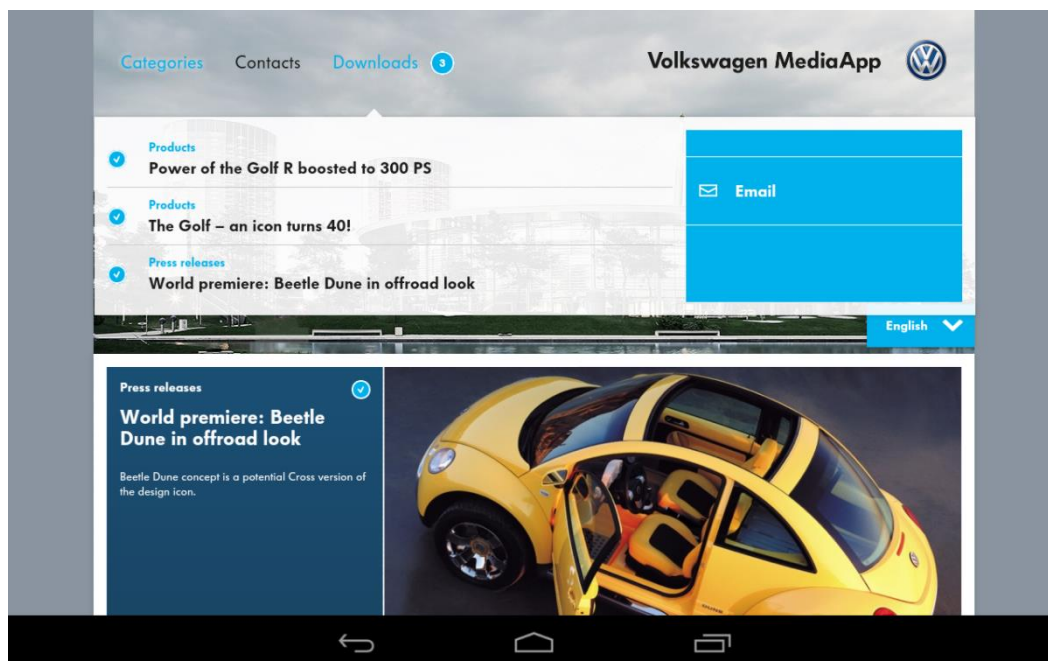 Categories Contacts Downloads 3 Volkswagen MediaApp
Products
Power of the Golf R boosted to 300 PS
Email
Products
The Golf – an icon turns 40!
Press releases
World premiere: Beetle Dune in offroad look
English
Press releases
World premiere: Beetle
Dune in offroad look
Beetle Dune concept is a potential Cross version of
the design icon.
DUNE